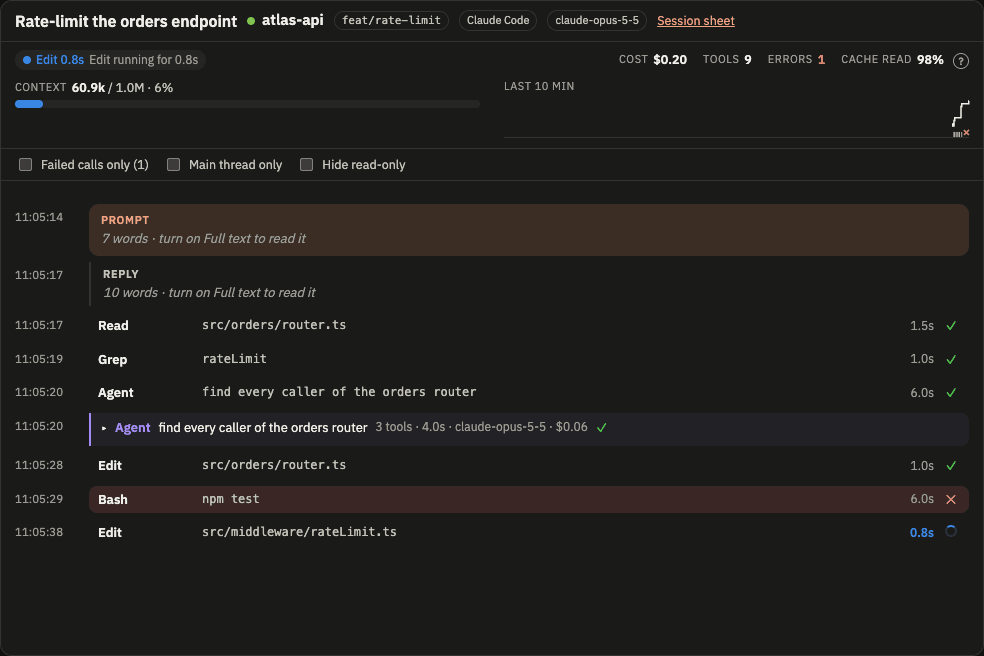 Rate-limit the orders endpoint atlas-api feat/rate-limit Claude Code claude-opus-5-5 Session sheet
Edit 0.8s Edit running for 0.8s COST $0.20 TOOLS 9 ERRORS 1 CACHE READ 98% ?
CONTEXT 60.9k / 1.0M · 6% LAST 10 MIN
Failed calls only (1) Main thread only Hide read-only
11:05:14 PROMPT
7 words · turn on Full text to read it
11:05:17 REPLY
10 words · turn on Full text to read it
11:05:17 Read src/orders/router.ts 1.5s ✓
11:05:19 Grep rateLimit 1.0s ✓
11:05:20 Agent find every caller of the orders router 6.0s ✓
11:05:20 ▸ Agent find every caller of the orders router 3 tools · 4.0s · claude-opus-5-5 · $0.06 ✓
11:05:28 Edit src/orders/router.ts 1.0s ✓
11:05:29 Bash npm test 6.0s ✕
11:05:38 Edit src/middleware/rateLimit.ts 0.8s